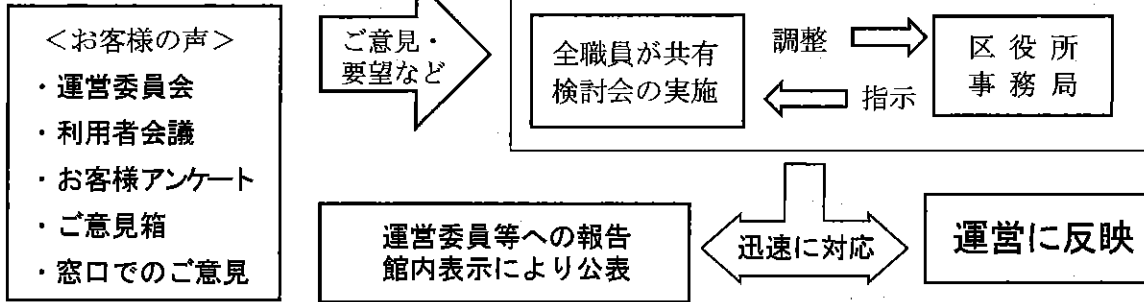 ＜お客様の声＞
・運営委員会
・利用者会議
・お客様アンケート
・ご意見箱
・窓口でのご意見
ご意見・
要望など
全職員が共有
検討会の実施
調整
指示
区役所
事務局
運営委員等への報告
館内表示により公表
迅速に対応
運営に反映